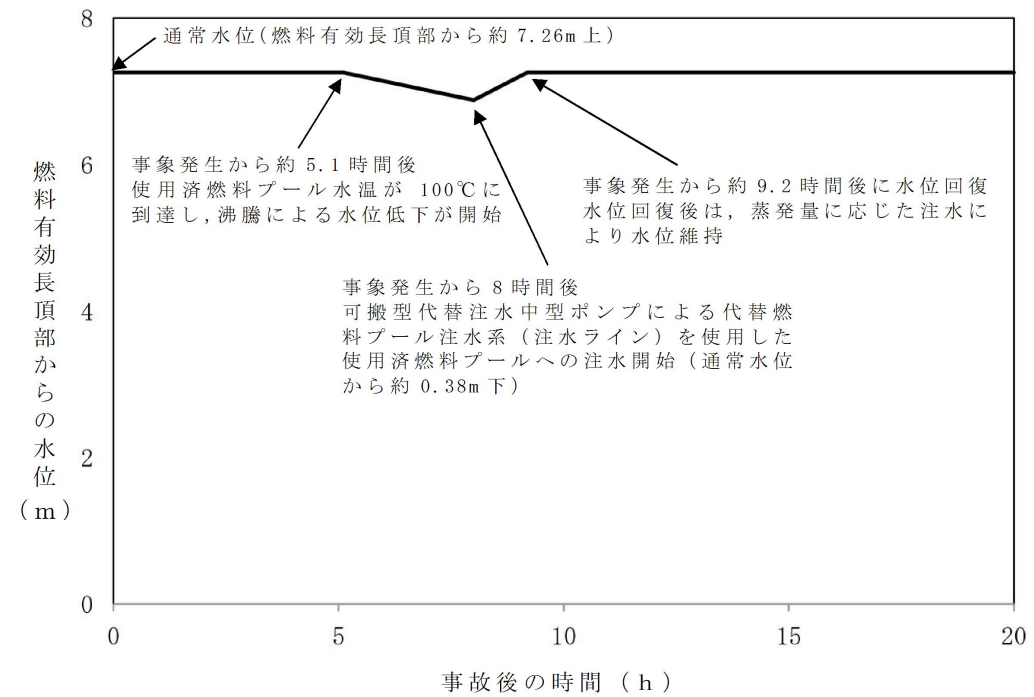 8
通常水位(燃料有効長頂部から約 7.26m 上)
6
事象発生から約 5.1 時間後
使用済燃料プール水温が 100℃に
到達し,沸騰による水位低下が開始
事象発生から約 9.2 時間後に水位回復
水位回復後は,蒸発量に応じた注水に
より水位維持
事象発生から 8 時間後
可搬型代替注水中型ポンプによる代替燃
料プール注水系(注水ライン)を使用した
使用済燃料プールへの注水開始(通常水位
から約 0.38m 下)
4
2
0
燃料有効長頂部からの水位
(m)
0 5 10 15 20
事故後の時間(h)